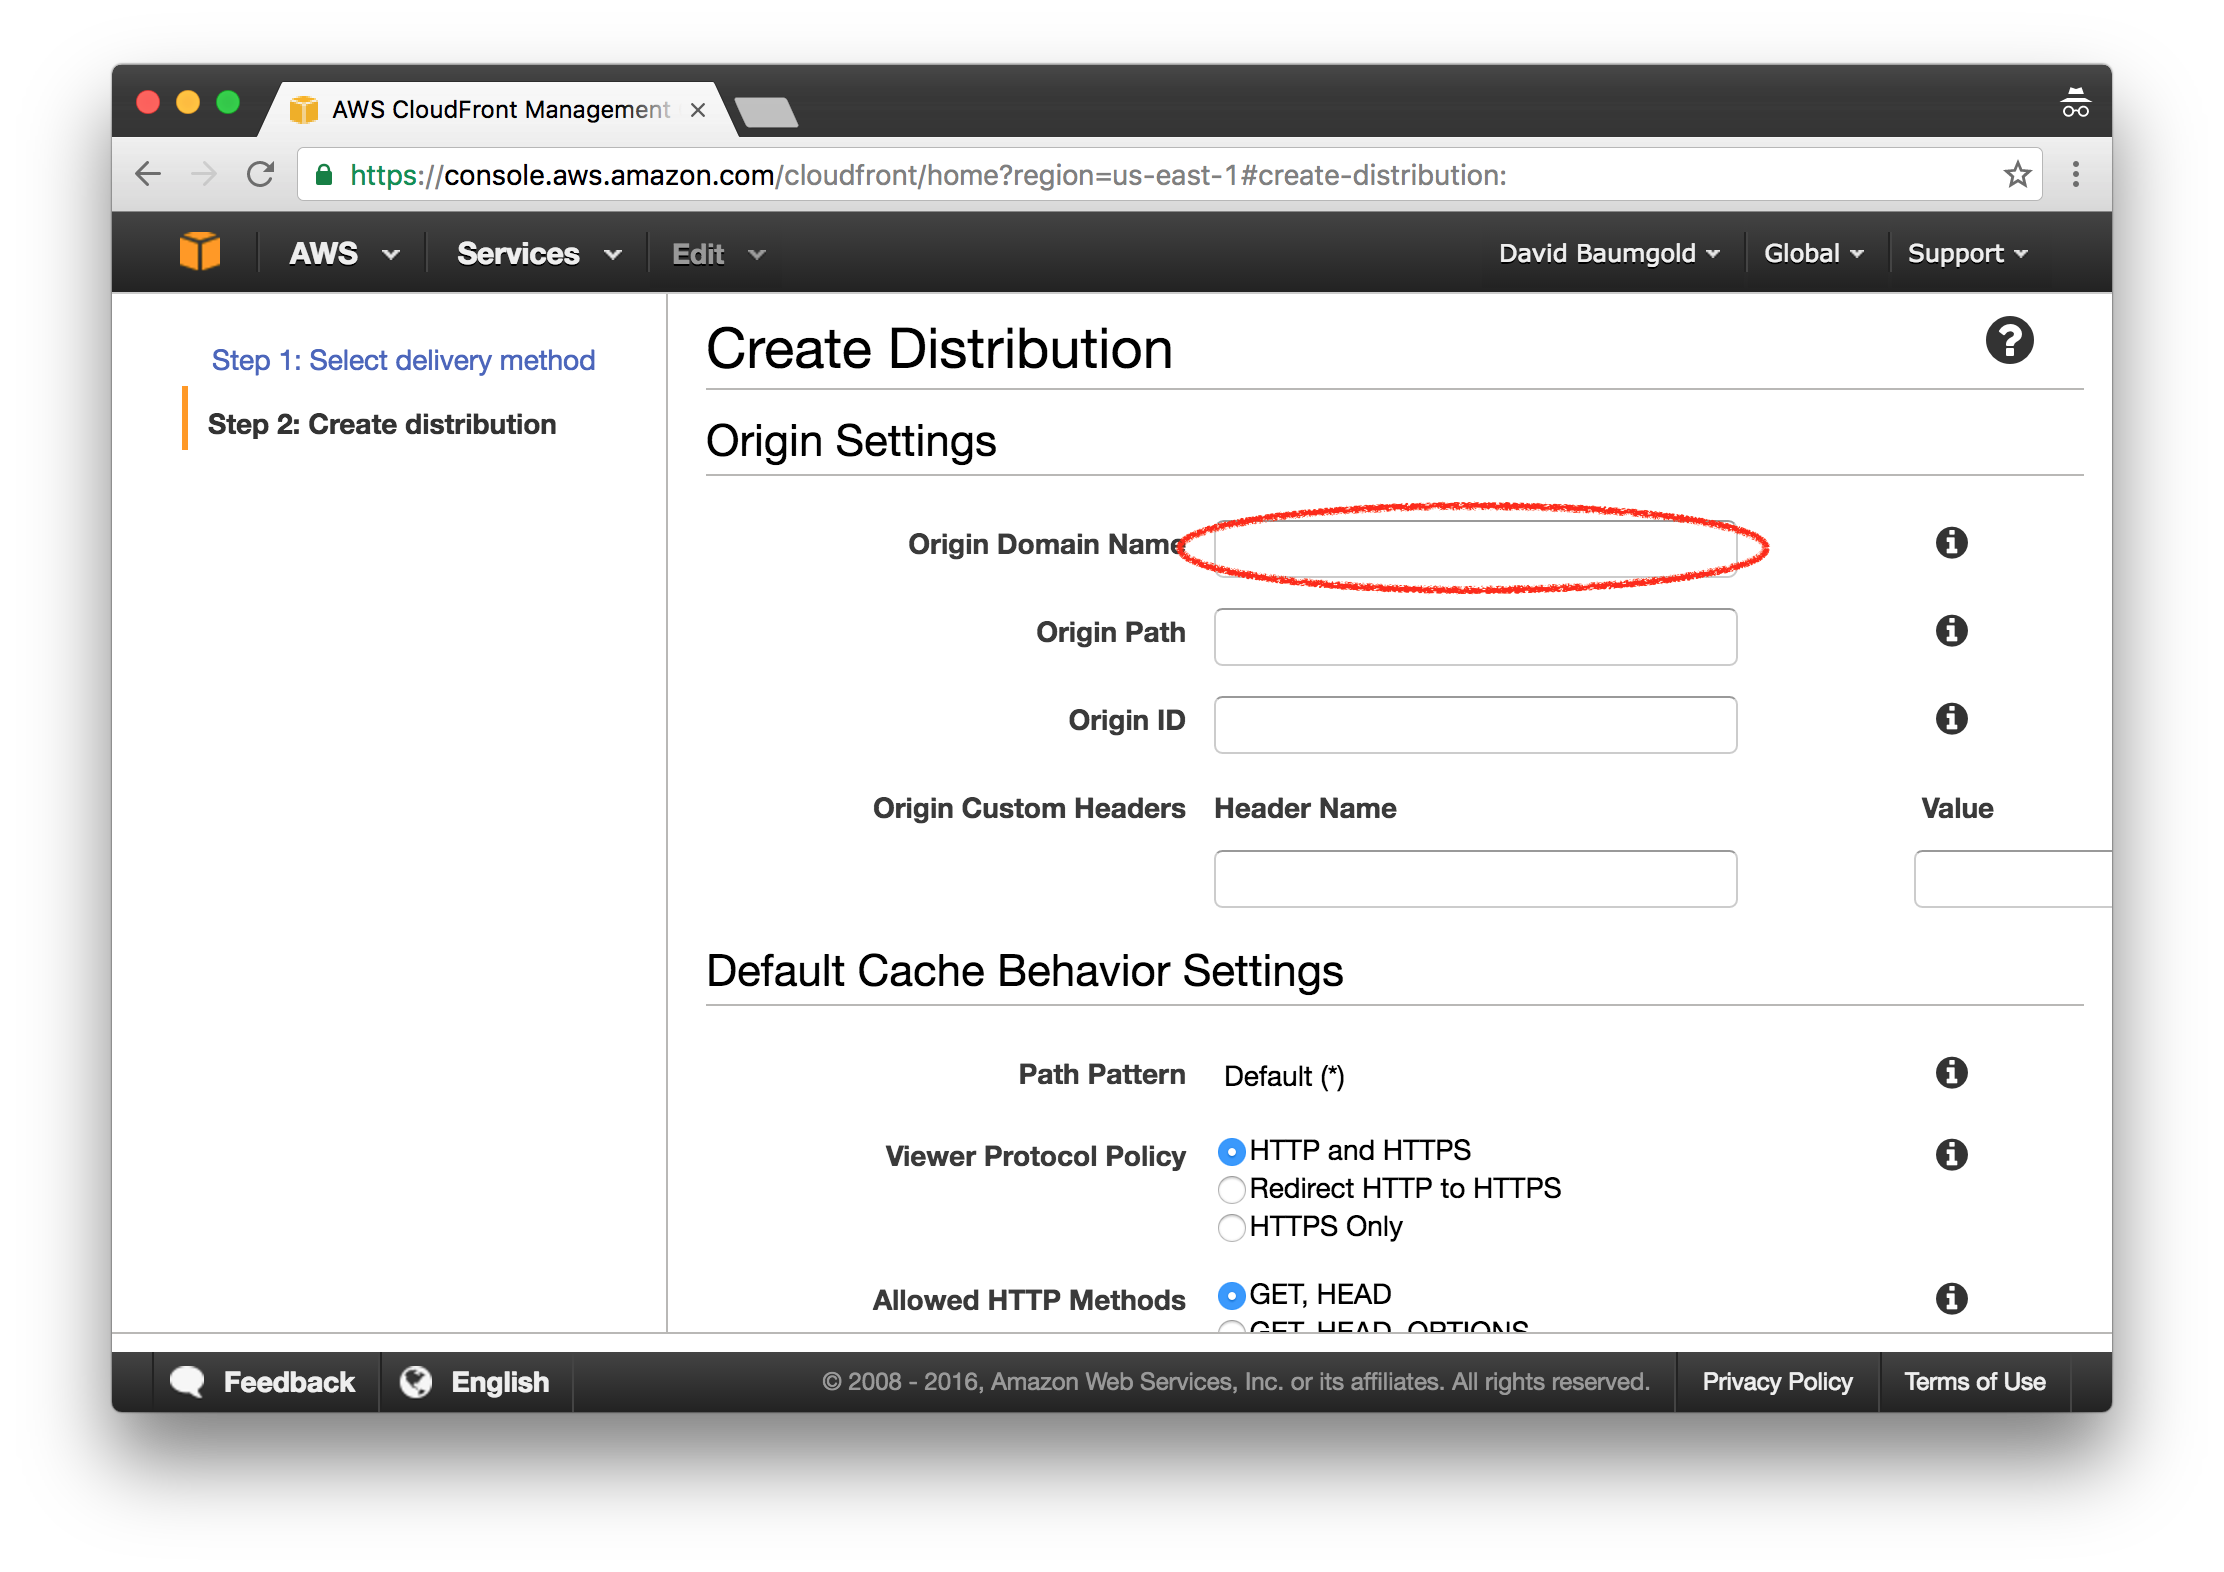 AWS CloudFront Management
https://console.aws.amazon.com/cloudfront/home?region=us-east-1#create-distribution:
AWS Services Edit David Baumgold Global Support
Step 1: Select delivery method
Step 2: Create distribution
Create Distribution
Origin Settings
Origin Domain Name
Origin Path
Origin ID
Origin Custom Headers Header Name Value
Default Cache Behavior Settings
Path Pattern Default (*)
Viewer Protocol Policy HTTP and HTTPS
Redirect HTTP to HTTPS
HTTPS Only
Allowed HTTP Methods GET, HEAD
GET, HEAD, OPTIONS
Feedback English © 2008 - 2016, Amazon Web Services, Inc. or its affiliates. All rights reserved. Privacy Policy Terms of Use